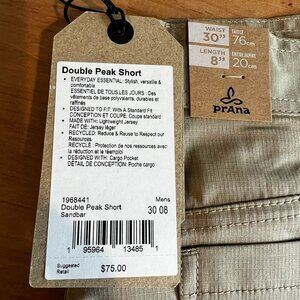 Double Peak Short
• EVERYDAY ESSENTIAL: Stylish, versatile &
comfortable
ESSENTIEL DE TOUS LES JOURS : Des
vêtements de base polyvalents, durables et
raffinés
• DESIGNED TO FIT: With A Standard Fit
CONCEPTION ET COUPE: Coupe standard
• MADE WITH: Lightweight Jersey
FAIT DE: Jersey léger
• RECYCLED: Reduce & Reuse to Respect our
Resources
RECYCLÉ : Protection de nos ressources avec
la réduction et le réemploi
• DESIGNED WITH: Cargo Pocket
DÉTAIL DE CONCEPTION: Poche cargo
1968441 Mens
Double Peak Short 30 08
Sandbar
1 95964 13485 1
Suggested
Retail $75.00
WAIST TAILLE
30" 76cm
LENGTH ENTREJAMBE
8" 20cm
prAna